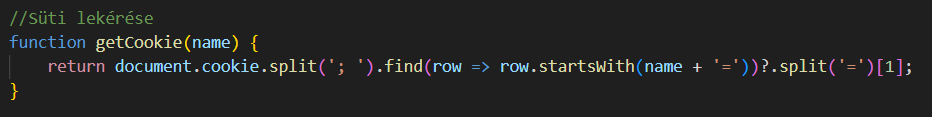 //Süti lekérése
function getCookie(name) {
    return document.cookie.split('; ').find(row => row.startsWith(name + '='))?.split('=')[1];
}